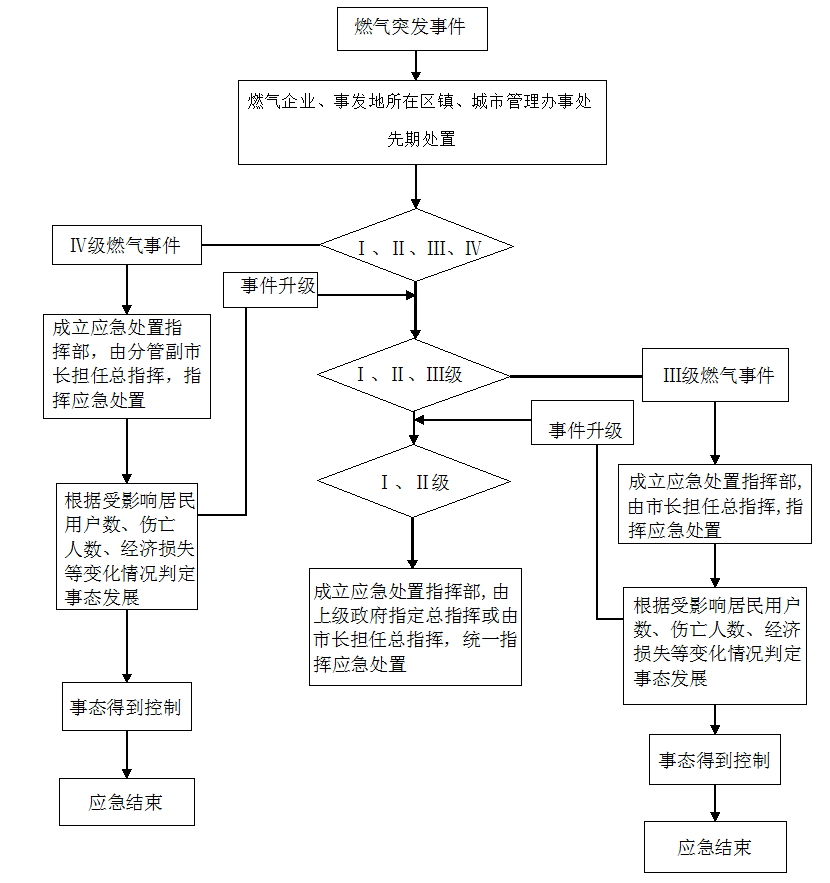 燃气突发事件
燃气企业、事发地所在区镇、城市管理办事处
先期处置
Ⅰ、Ⅱ、Ⅲ、Ⅳ
Ⅳ级燃气事件
事件升级
成立应急处置指
挥部，由分管副市
长担任总指挥，指
挥应急处置
Ⅰ、Ⅱ、Ⅲ级
Ⅲ级燃气事件
事件升级
Ⅰ、Ⅱ级
成立应急处置指挥部,
由市长担任总指挥,指
挥应急处置
根据受影响居民
用户数、伤亡
人数、经济损失
等变化情况判定
事态发展
成立应急处置指挥部,由
上级政府指定总指挥或由
市长担任总指挥，统一指
挥应急处置
根据受影响居民用户
数、伤亡人数、经济
损失等变化情况判定
事态发展
事态得到控制
事态得到控制
应急结束
应急结束